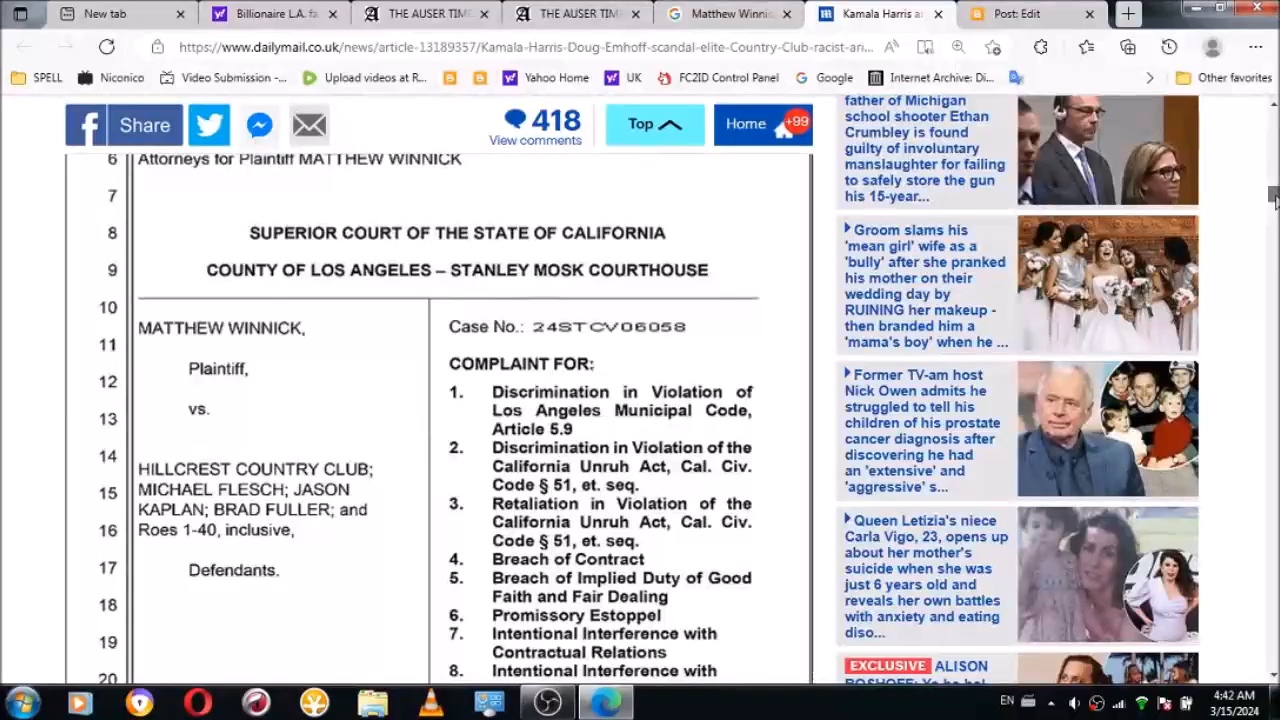 New tab
Billionaire L.A. fa
THE AUSER TIM
THE AUSER TIM
Matthew Winni
Kamala Harris a
Post: Edit
https://www.dailymail.co.uk/news/article-13189357/Kamala-Harris-Doug-Emhoff-scandal-elite-Country-Club-racist-an...
SPELL
Niconico
Video Submission -...
Upload videos at R...
Yahoo Home
UK
FC2ID Control Panel
Google
Internet Archive: Di...
Other favorites
Share
418
View comments
Top
Home
+99
6 Attorneys for Plaintiff MATTHEW WINNICK
7
8 SUPERIOR COURT OF THE STATE OF CALIFORNIA
9 COUNTY OF LOS ANGELES – STANLEY MOSK COURTHOUSE
10
11
12
13
14
15
16
17
18
19
20
MATTHEW WINNICK,
Plaintiff,
vs.
HILLCREST COUNTRY CLUB;
MICHAEL FLESCH; JASON
KAPLAN; BRAD FULLER; and
Roes 1-40, inclusive,
Defendants.
Case No.: 24STCV06058
COMPLAINT FOR:
1. Discrimination in Violation of
Los Angeles Municipal Code,
Article 5.9
2. Discrimination in Violation of the
California Unruh Act, Cal. Civ.
Code § 51, et. seq.
3. Retaliation in Violation of the
California Unruh Act, Cal. Civ.
Code § 51, et. seq.
4. Breach of Contract
5. Breach of Implied Duty of Good
Faith and Fair Dealing
6. Promissory Estoppel
7. Intentional Interference with
Contractual Relations
8. Intentional Interference with
father of Michigan
school shooter Ethan
Crumbley is found
guilty of involuntary
manslaughter for failing
to safely store the gun
his 15-year...
Groom slams his
'mean girl' wife as a
'bully' after she pranked
his mother on their
wedding day by
RUINING her makeup -
then branded him a
'mama's boy' when he ...
Former TV-am host
Nick Owen admits he
struggled to tell his
children of his prostate
cancer diagnosis after
discovering he had
an 'extensive' and
'aggressive' s...
Queen Letizia's niece
Carla Vigo, 23, opens up
about her mother's
suicide when she was
just 6 years old and
reveals her own battles
with anxiety and eating
diso...
EXCLUSIVE ALISON
EN
4:42 AM
3/15/2024